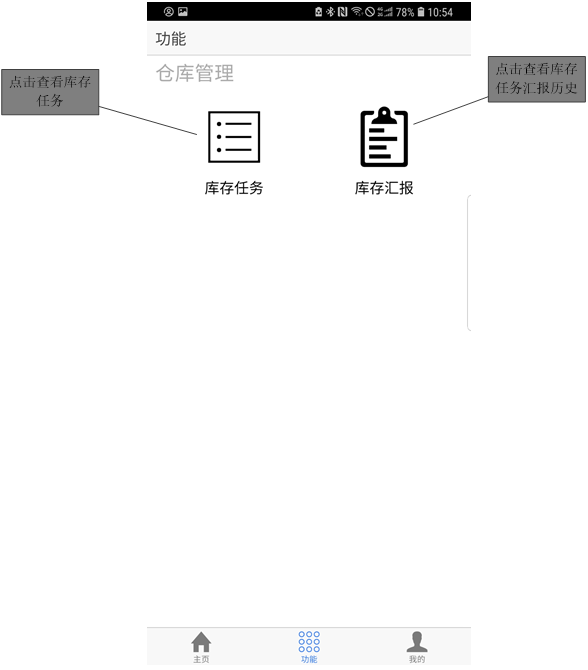 78% 10:54
功能
仓库管理
点击查看库存
任务
点击查看库存
任务汇报历史
库存任务
库存汇报
主页
功能
我的